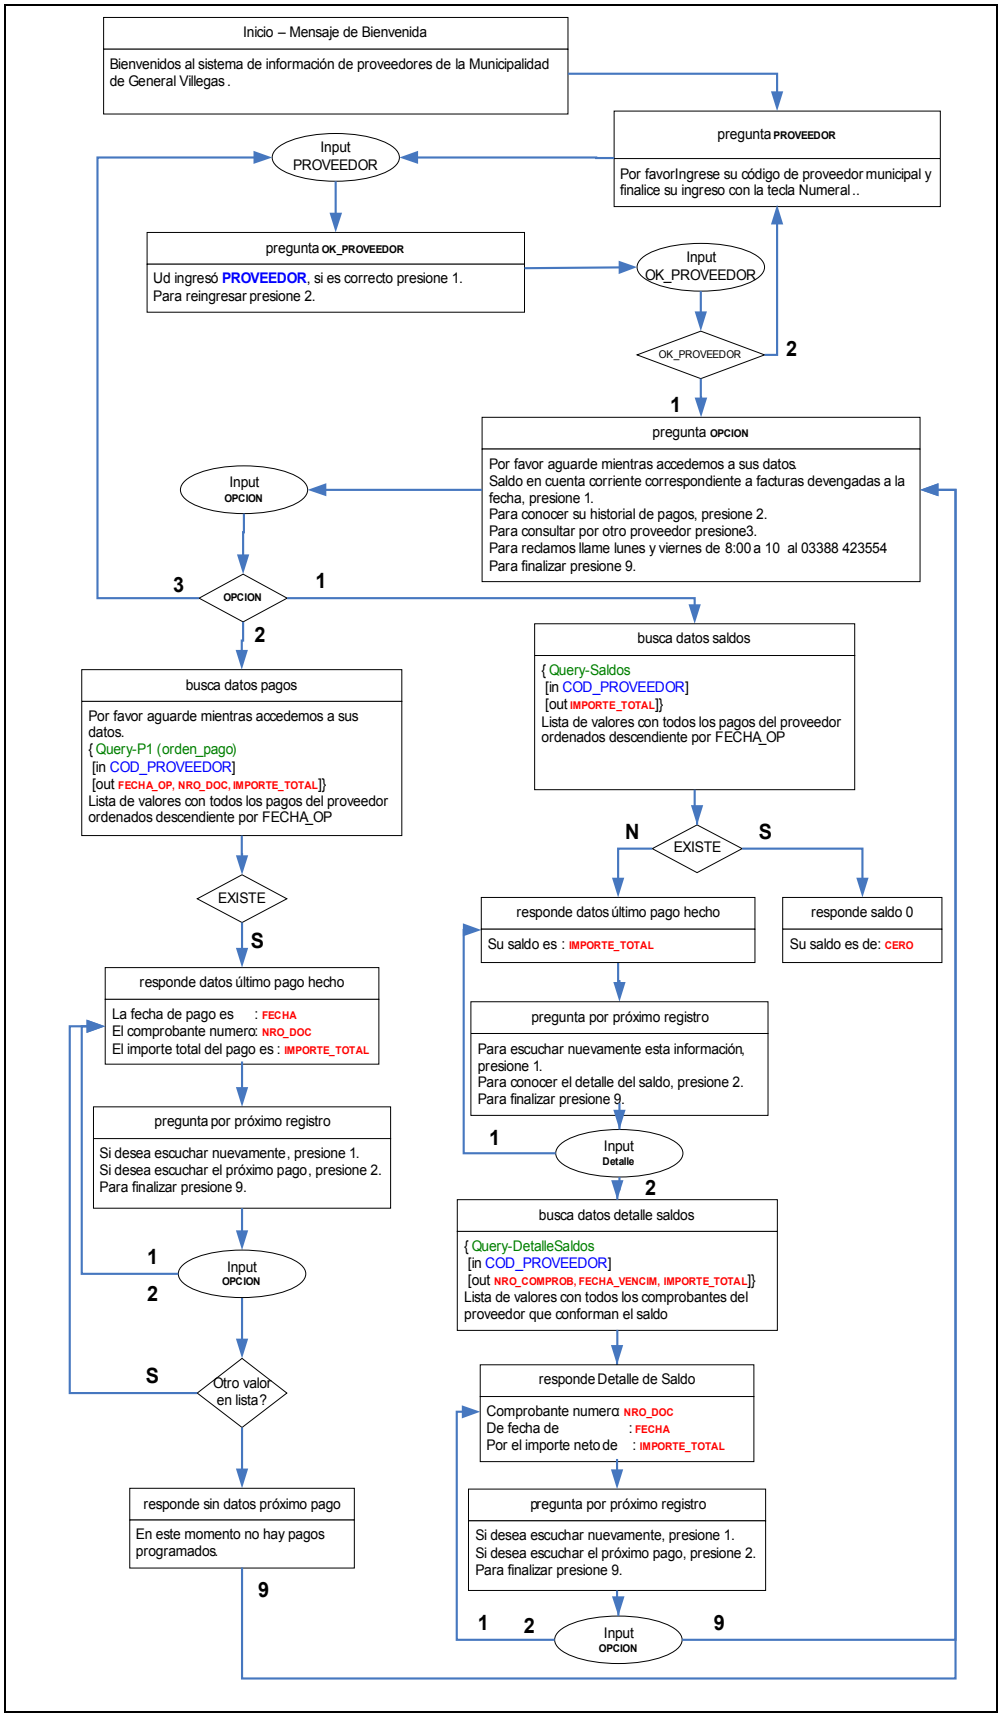 Inicio – Mensaje de Bienvenida
Bienvenidos al sistema de información de proveedores de la Municipalidad
de General Villegas.
pregunta PROVEEDOR
Por favorIngrese su código de proveedor municipal y
finalice su ingreso con la tecla Numeral..
Input
PROVEEDOR
pregunta OK_PROVEEDOR
Ud ingresó PROVEEDOR, si es correcto presione 1.
Para reingresar presione 2.
Input
OK_PROVEEDOR
OK_PROVEEDOR
2
1
pregunta OPCION
Por favor aguarde mientras accedemos a sus datos.
Saldo en cuenta corriente correspondiente a facturas devengadas a la
fecha, presione 1.
Para conocer su historial de pagos, presione 2.
Para consultar por otro proveedor presione3.
Para reclamos llame lunes y viernes de 8:00 a 10 al 03388 423554
Para finalizar presione 9.
Input
OPCION
3
OPCION
1
2
busca datos pagos
Por favor aguarde mientras accedemos a sus
datos.
{ Query-P1 (orden_pago)
[in COD_PROVEEDOR]
[out FECHA_OP, NRO_DOC, IMPORTE_TOTAL]}
Lista de valores con todos los pagos del proveedor
ordenados descendiente por FECHA_OP
busca datos saldos
{ Query-Saldos
[in COD_PROVEEDOR]
[out IMPORTE_TOTAL]}
Lista de valores con todos los pagos del proveedor
ordenados descendiente por FECHA_OP
N
EXISTE
S
EXISTE
S
responde datos último pago hecho
Su saldo es : IMPORTE_TOTAL
responde saldo 0
Su saldo es de: CERO
responde datos último pago hecho
La fecha de pago es : FECHA
El comprobante numero: NRO_DOC
El importe total del pago es : IMPORTE_TOTAL
pregunta por próximo registro
Para escuchar nuevamente esta información,
presione 1.
Para conocer el detalle del saldo, presione 2.
Para finalizar presione 9.
pregunta por próximo registro
Si desea escuchar nuevamente, presione 1.
Si desea escuchar el próximo pago, presione 2.
Para finalizar presione 9.
1
Input
Detalle
2
busca datos detalle saldos
{ Query-DetalleSaldos
[in COD_PROVEEDOR]
[out NRO_COMPROB, FECHA_VENCIM, IMPORTE_TOTAL]}
Lista de valores con todos los comprobantes del
proveedor que conforman el saldo
1
Input
OPCION
2
S
Otro valor
en lista?
responde Detalle de Saldo
Comprobante numero: NRO_DOC
De fecha de : FECHA
Por el importe neto de : IMPORTE_TOTAL
responde sin datos próximo pago
En este momento no hay pagos
programados.
9
pregunta por próximo registro
Si desea escuchar nuevamente, presione 1.
Si desea escuchar el próximo pago, presione 2.
Para finalizar presione 9.
1
2
Input
OPCION
9